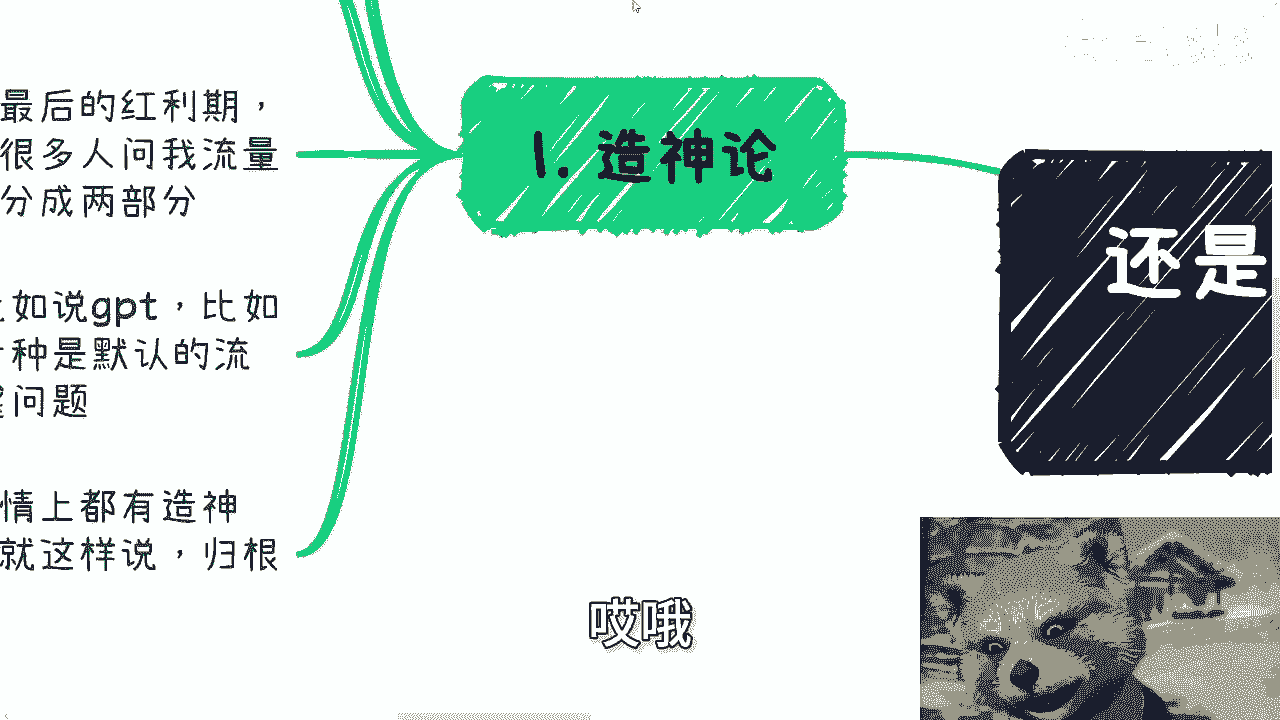 最后的红利期，
很多人问我流量
分成两部分
如说gpt，比如
种是默认的流
问题
情上都有造神
就这样说，归根
1. 造神论
还是
哎哦